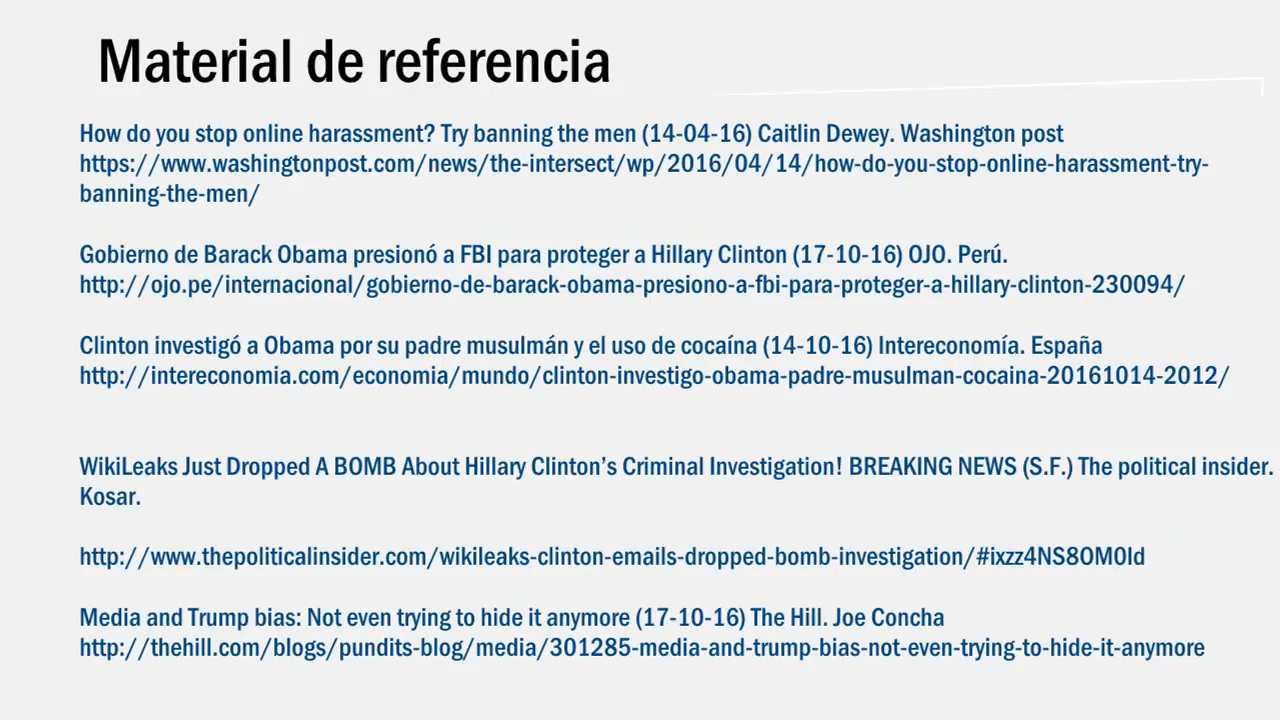 Material de referencia
How do you stop online harassment? Try banning the men (14-04-16) Caitlin Dewey. Washington post
https://www.washingtonpost.com/news/the-intersect/wp/2016/04/14/how-do-you-stop-online-harassment-try-
banning-the-men/
Gobierno de Barack Obama presionó a FBI para proteger a Hillary Clinton (17-10-16) OJO. Perú.
http://ojo.pe/internacional/gobierno-de-barack-obama-presiono-a-fbi-para-proteger-a-hillary-clinton-230094/
Clinton investigó a Obama por su padre musulmán y el uso de cocaína (14-10-16) Intereconomía. España
http://intereconomia.com/economia/mundo/clinton-investigo-obama-padre-musulman-cocaina-20161014-2012/
WikiLeaks Just Dropped A BOMB About Hillary Clinton’s Criminal Investigation! BREAKING NEWS (S.F.) The political insider.
Kosar.
http://www.thepoliticalinsider.com/wikileaks-clinton-emails-dropped-bomb-investigation/#ixzz4NS8OM0ld
Media and Trump bias: Not even trying to hide it anymore (17-10-16) The Hill. Joe Concha
http://thehill.com/blogs/pundits-blog/media/301285-media-and-trump-bias-not-even-trying-to-hide-it-anymore